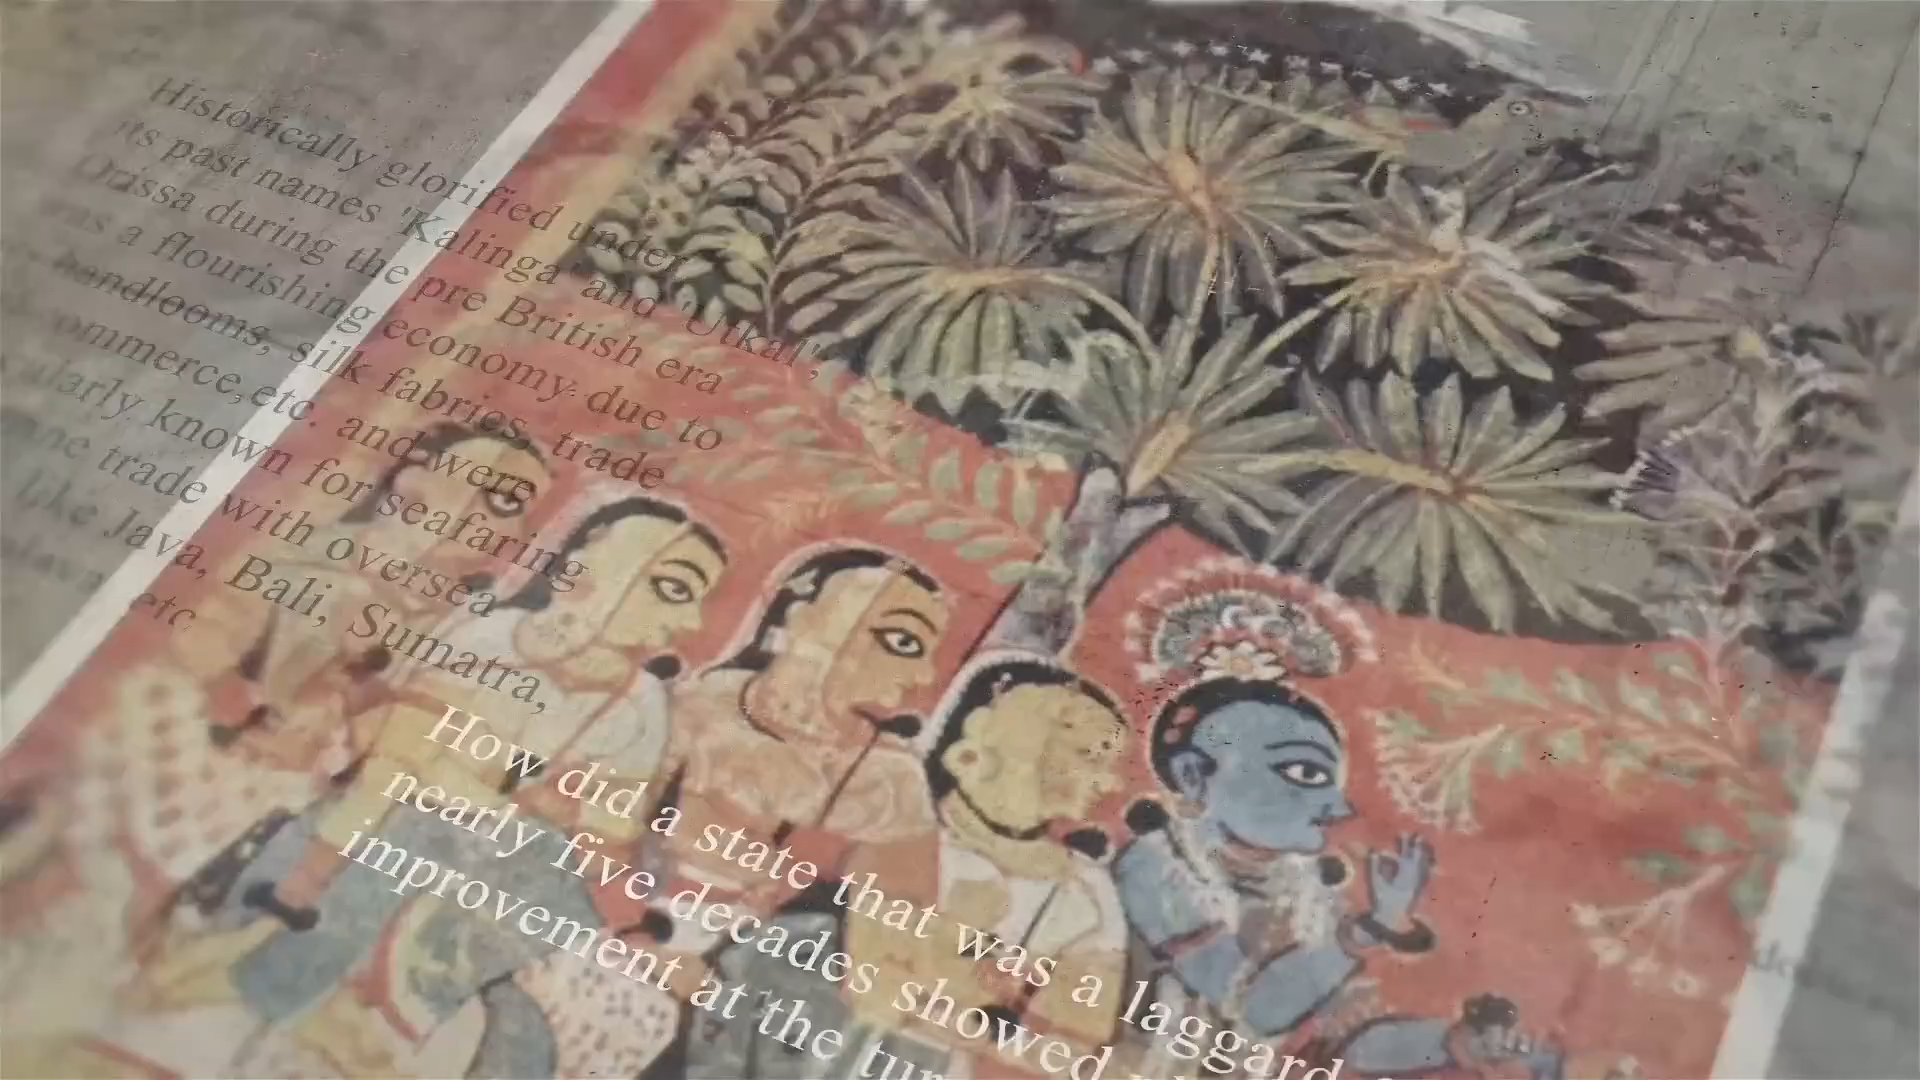 Historically glorified under
its past names 'Kalinga' and 'Utkal',
Orissa during the pre British era
was a flourishing economy due to
handlooms, silk fabrics, trade
commerce,etc. and were
known for seafaring
trade with oversea
like Java, Bali, Sumatra,
etc
How did a state that was a laggard
nearly five decades showed
improvement at the